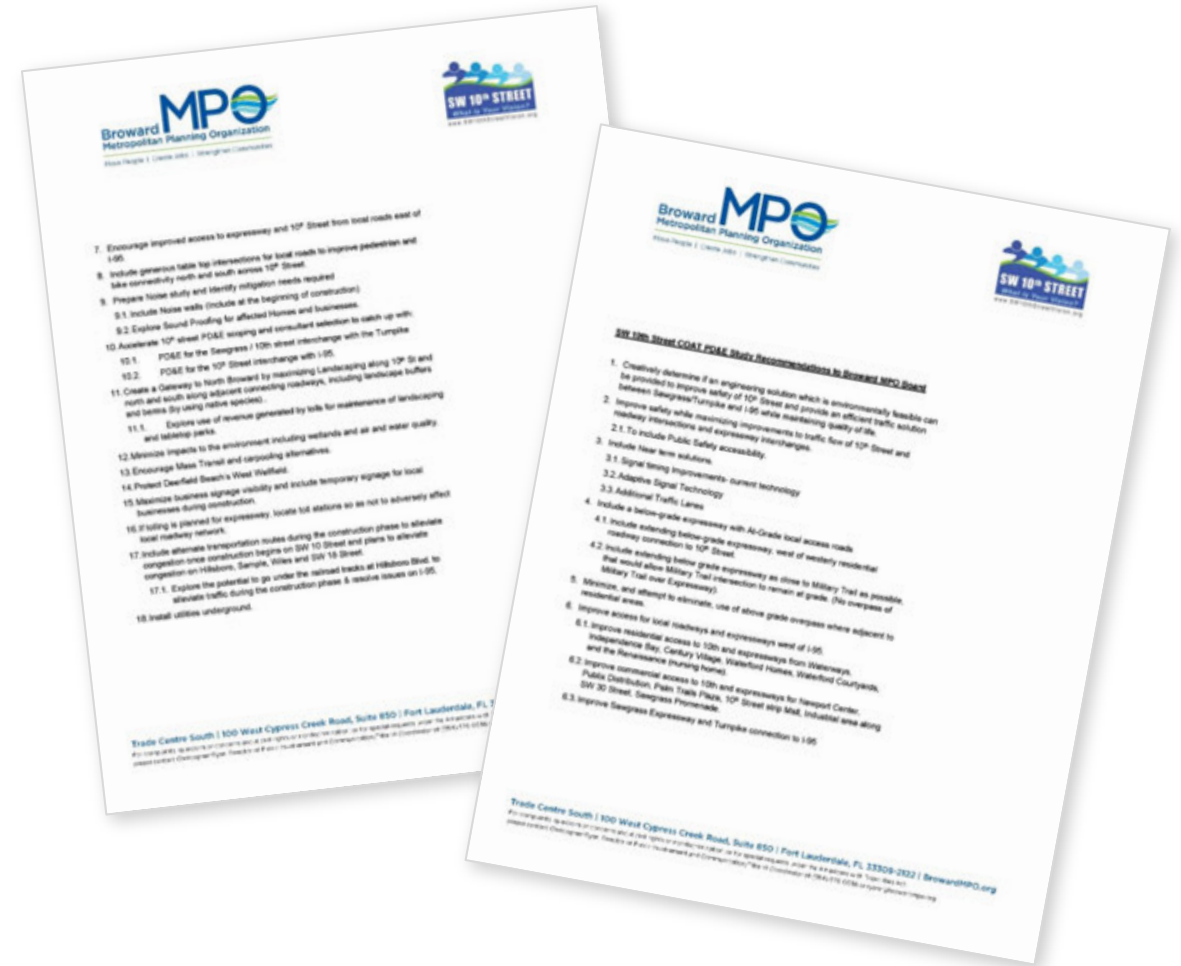 Broward MPO
Metropolitan Planning Organization
Move People | Create Jobs | Strengthen Communities
SW 10th STREET
What Is Your Vision?
7. Encourage improved access to expressway and 10th Street from local roads east of
I-95.
8. Include generous table top intersections for local roads to improve pedestrian and
bike connectivity north and south across 10th Street.
9. Prepare Noise study and Identify mitigation needs required
9.1. Include Noise walls (Include at the beginning of construction).
9.2. Explore Sound Proofing for affected Homes and businesses.
10. Accelerate 10th street PD&E scoping and consultant selection to catch up with:
10.1. PD&E for the Sawgrass / 10th street interchange with the Turnpike
10.2. PD&E for the 10th Street interchange with I-95.
11. Create a Gateway to North Broward by maximizing Landscaping along 10th St and
north and south along adjacent connecting roadways, including landscape buffers
and berms (by using native species).
11.1. Explore use of revenue generated by tolls for maintenance of landscaping
and tabletop parks.
12. Minimize impacts to the environment including wetlands and air and water quality.
13. Encourage Mass Transit and carpooling alternatives.
14. Protect Deerfield Beach's West Wellfield.
15. Maximize business signage visibility and include temporary signage for local
businesses during construction.
16. If tolling is planned for expressway, locate toll stations so as not to adversely affect
local roadway network.
17. Include alternate transportation routes during the construction phase to alleviate
congestion once construction begins on SW 10 Street and plans to alleviate
congestion on Hillsboro, Sample, Wiles and SW 18 Street.
17.1. Explore the potential to go under the railroad tracks at Hillsboro Blvd. to
alleviate traffic during the construction phase & resolve issues on I-95.
18. Install utilities underground.
Trade Centre South | 100 West Cypress Creek Road, Suite 850 | Fort Lauderdale, FL 3
Broward MPO
Metropolitan Planning Organization
Move People | Create Jobs | Strengthen Communities
SW 10th STREET
What Is Your Vision?
SW 10th Street COAT PD&E Study Recommendations to Broward MPO Board
1. Creatively determine if an engineering solution which is environmentally feasible can
be provided to improve safety of 10th Street and provide an efficient traffic solution
between Sawgrass/Turnpike and I-95 while maintaining quality of life.
2. Improve safety while maximizing improvements to traffic flow of 10th Street and
roadway intersections and expressway interchanges.
2.1. To include Public Safety accessibility.
3. Include Near term solutions.
3.1. Signal timing Improvements- current technology
3.2. Adaptive Signal Technology
3.3. Additional Traffic Lanes
4. Include a below-grade expressway with At-Grade local access roads
4.1. Include extending below-grade expressway, west of westerly residential
roadway connection to 10th Street.
4.2. Include extending below grade expressway as close to Military Trail as possible,
that would allow Military Trail intersection to remain at grade. (No overpass of
Military Trail over Expressway).
5. Minimize, and attempt to eliminate, use of above grade overpass where adjacent to
residential areas.
6. Improve access for local roadways and expressways west of I-95.
6.1. Improve residential access to 10th and expressways from Waterways,
Independence Bay, Century Village, Waterford Homes, Waterford Courtyards,
and the Renaissance (nursing home).
6.2. Improve commercial access to 10th and expressways for Newport Center,
Publix Distribution, Palm Trails Plaza, 10th Street strip Mall, Industrial area along
SW 30 Street, Sawgrass Promenade.
6.3. Improve Sawgrass Expressway and Turnpike connection to I-95
Trade Centre South | 100 West Cypress Creek Road, Suite 850 | Fort Lauderdale, FL 33309-2122 | BrowardMPO.org